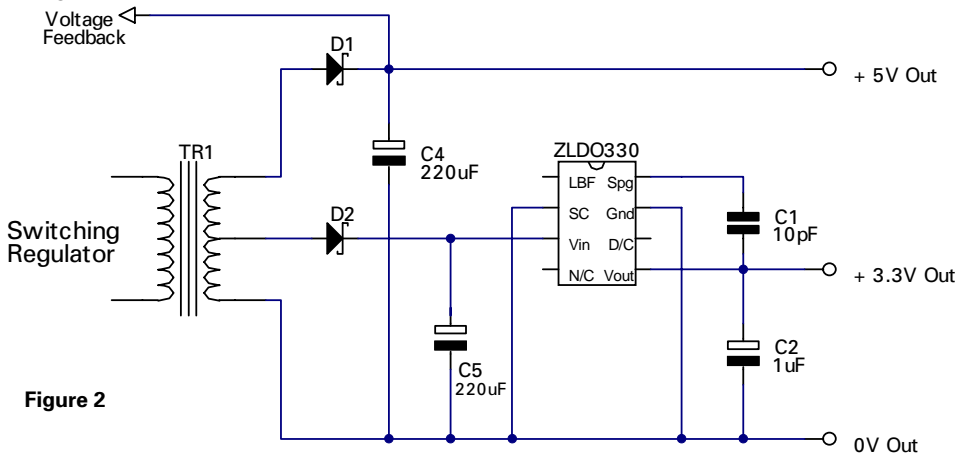 Voltage
Feedback
D1
+ 5V Out
TR1
C4
220uF
ZLDO330
LBF Spg
SC Gnd
Vin D/C
N/C Vout
C1
10pF
D2
Switching
Regulator
+ 3.3V Out
C2
1uF
C5
220uF
Figure 2
0V Out